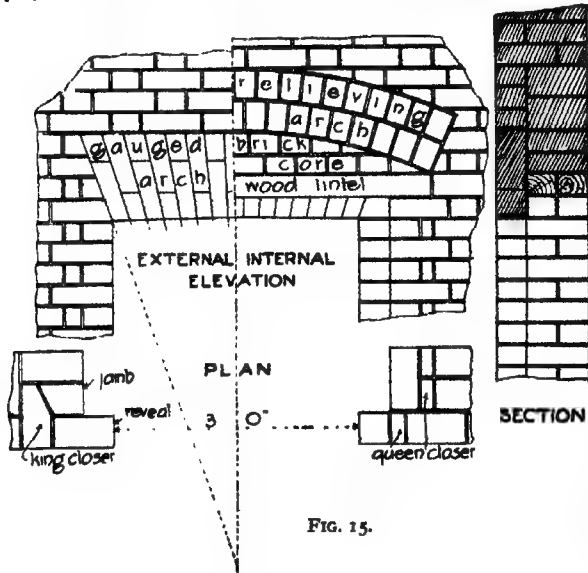 relieving
gauged arch
brick
arch core
wood lintel
EXTERNAL INTERNAL
ELEVATION
PLAN
jamb
reveal 3' 0"
king closer
queen closer
SECTION
FIG. 15.